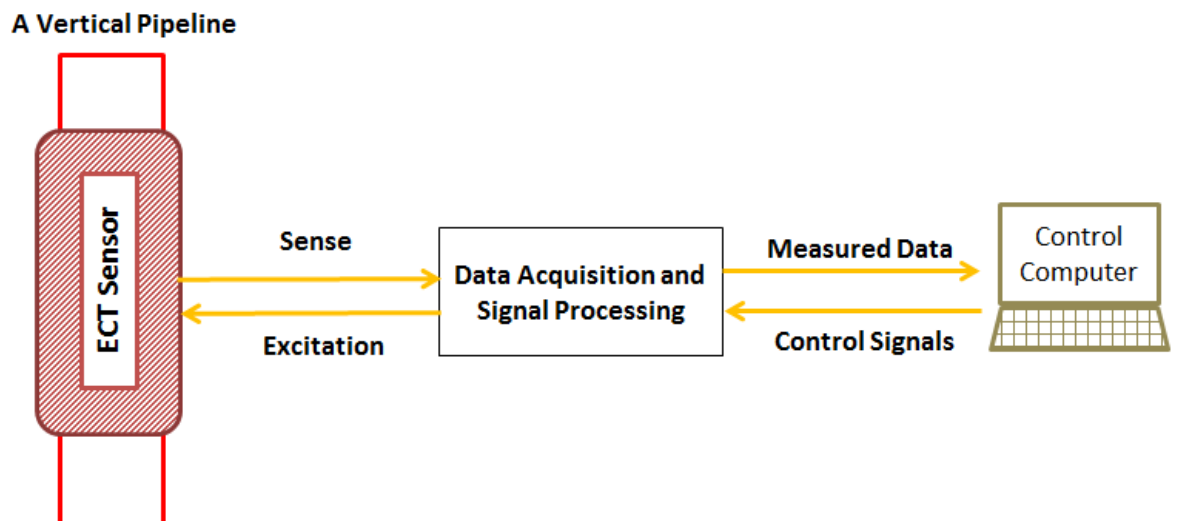 A Vertical Pipeline
ECT Sensor
Sense
Excitation
Data Acquisition and
Signal Processing
Measured Data
Control Signals
Control
Computer